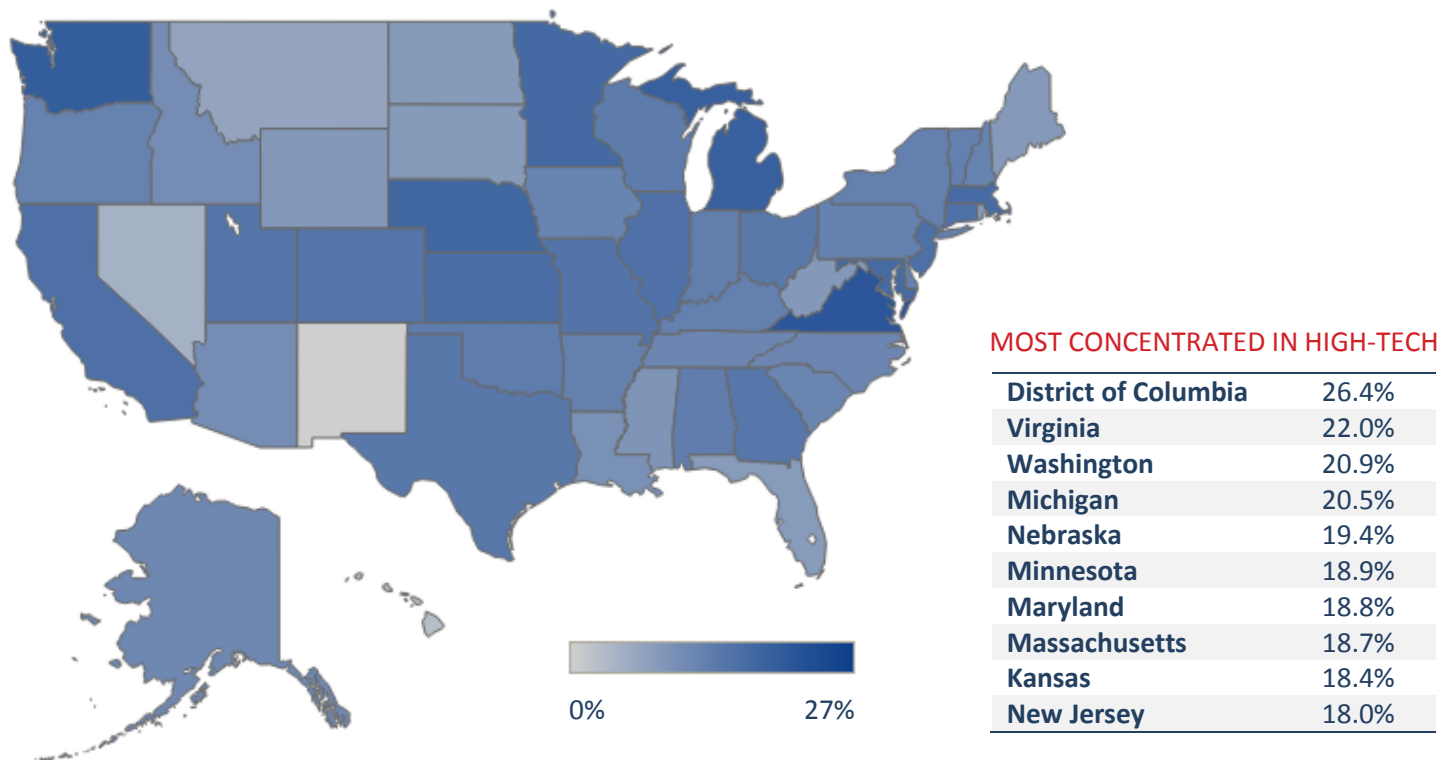 MOST CONCENTRATED IN HIGH-TECH
District of Columbia 26.4%
Virginia 22.0%
Washington 20.9%
Michigan 20.5%
Nebraska 19.4%
Minnesota 18.9%
Maryland 18.8%
Massachusetts 18.7%
Kansas 18.4%
New Jersey 18.0%
0% 27%